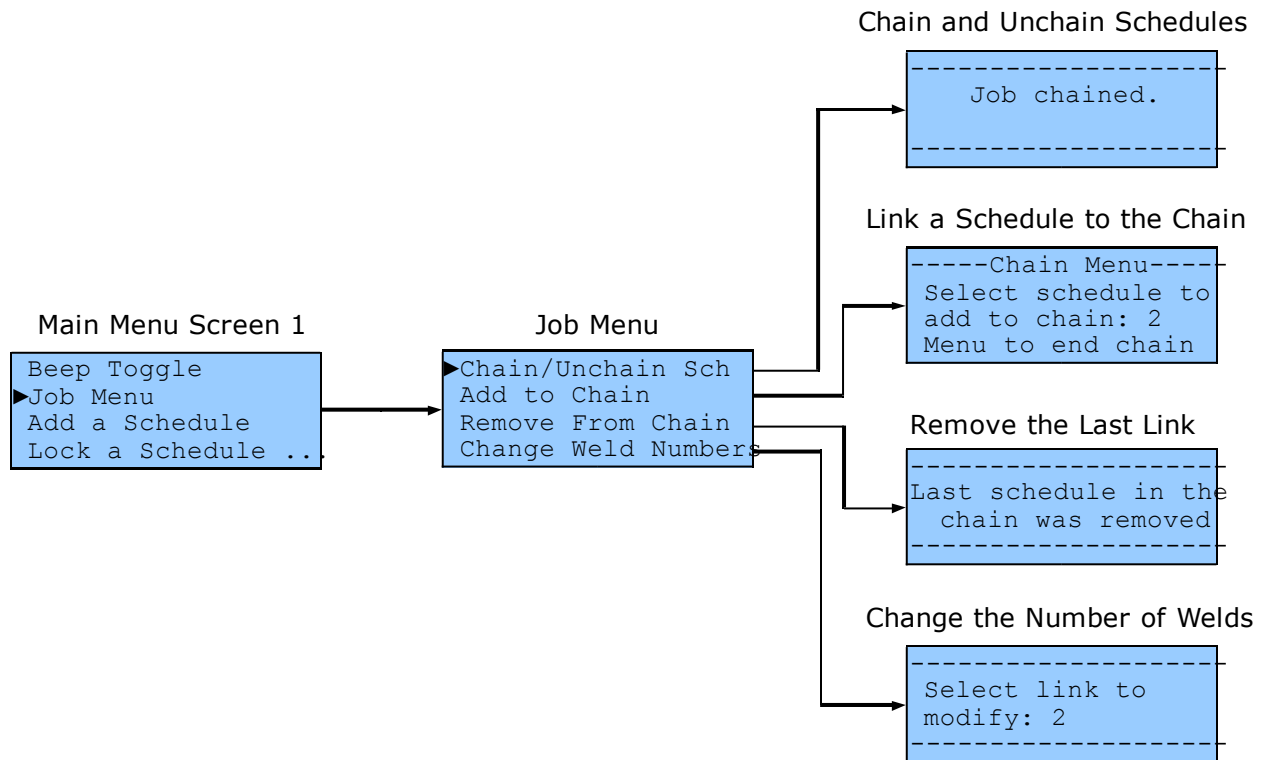 Chain and Unchain Schedules
---------------------
Job chained.
---------------------
Link a Schedule to the Chain
-----Chain Menu-----
Select schedule to
add to chain: 2
Menu to end chain
Main Menu Screen 1
Beep Toggle
►Job Menu
Add a Schedule
Lock a Schedule ...
Job Menu
►Chain/Unchain Sch
Add to Chain
Remove From Chain
Change Weld Numbers
Remove the Last Link
---------------------
Last schedule in the
chain was removed
---------------------
Change the Number of Welds
---------------------
Select link to
modify: 2
---------------------